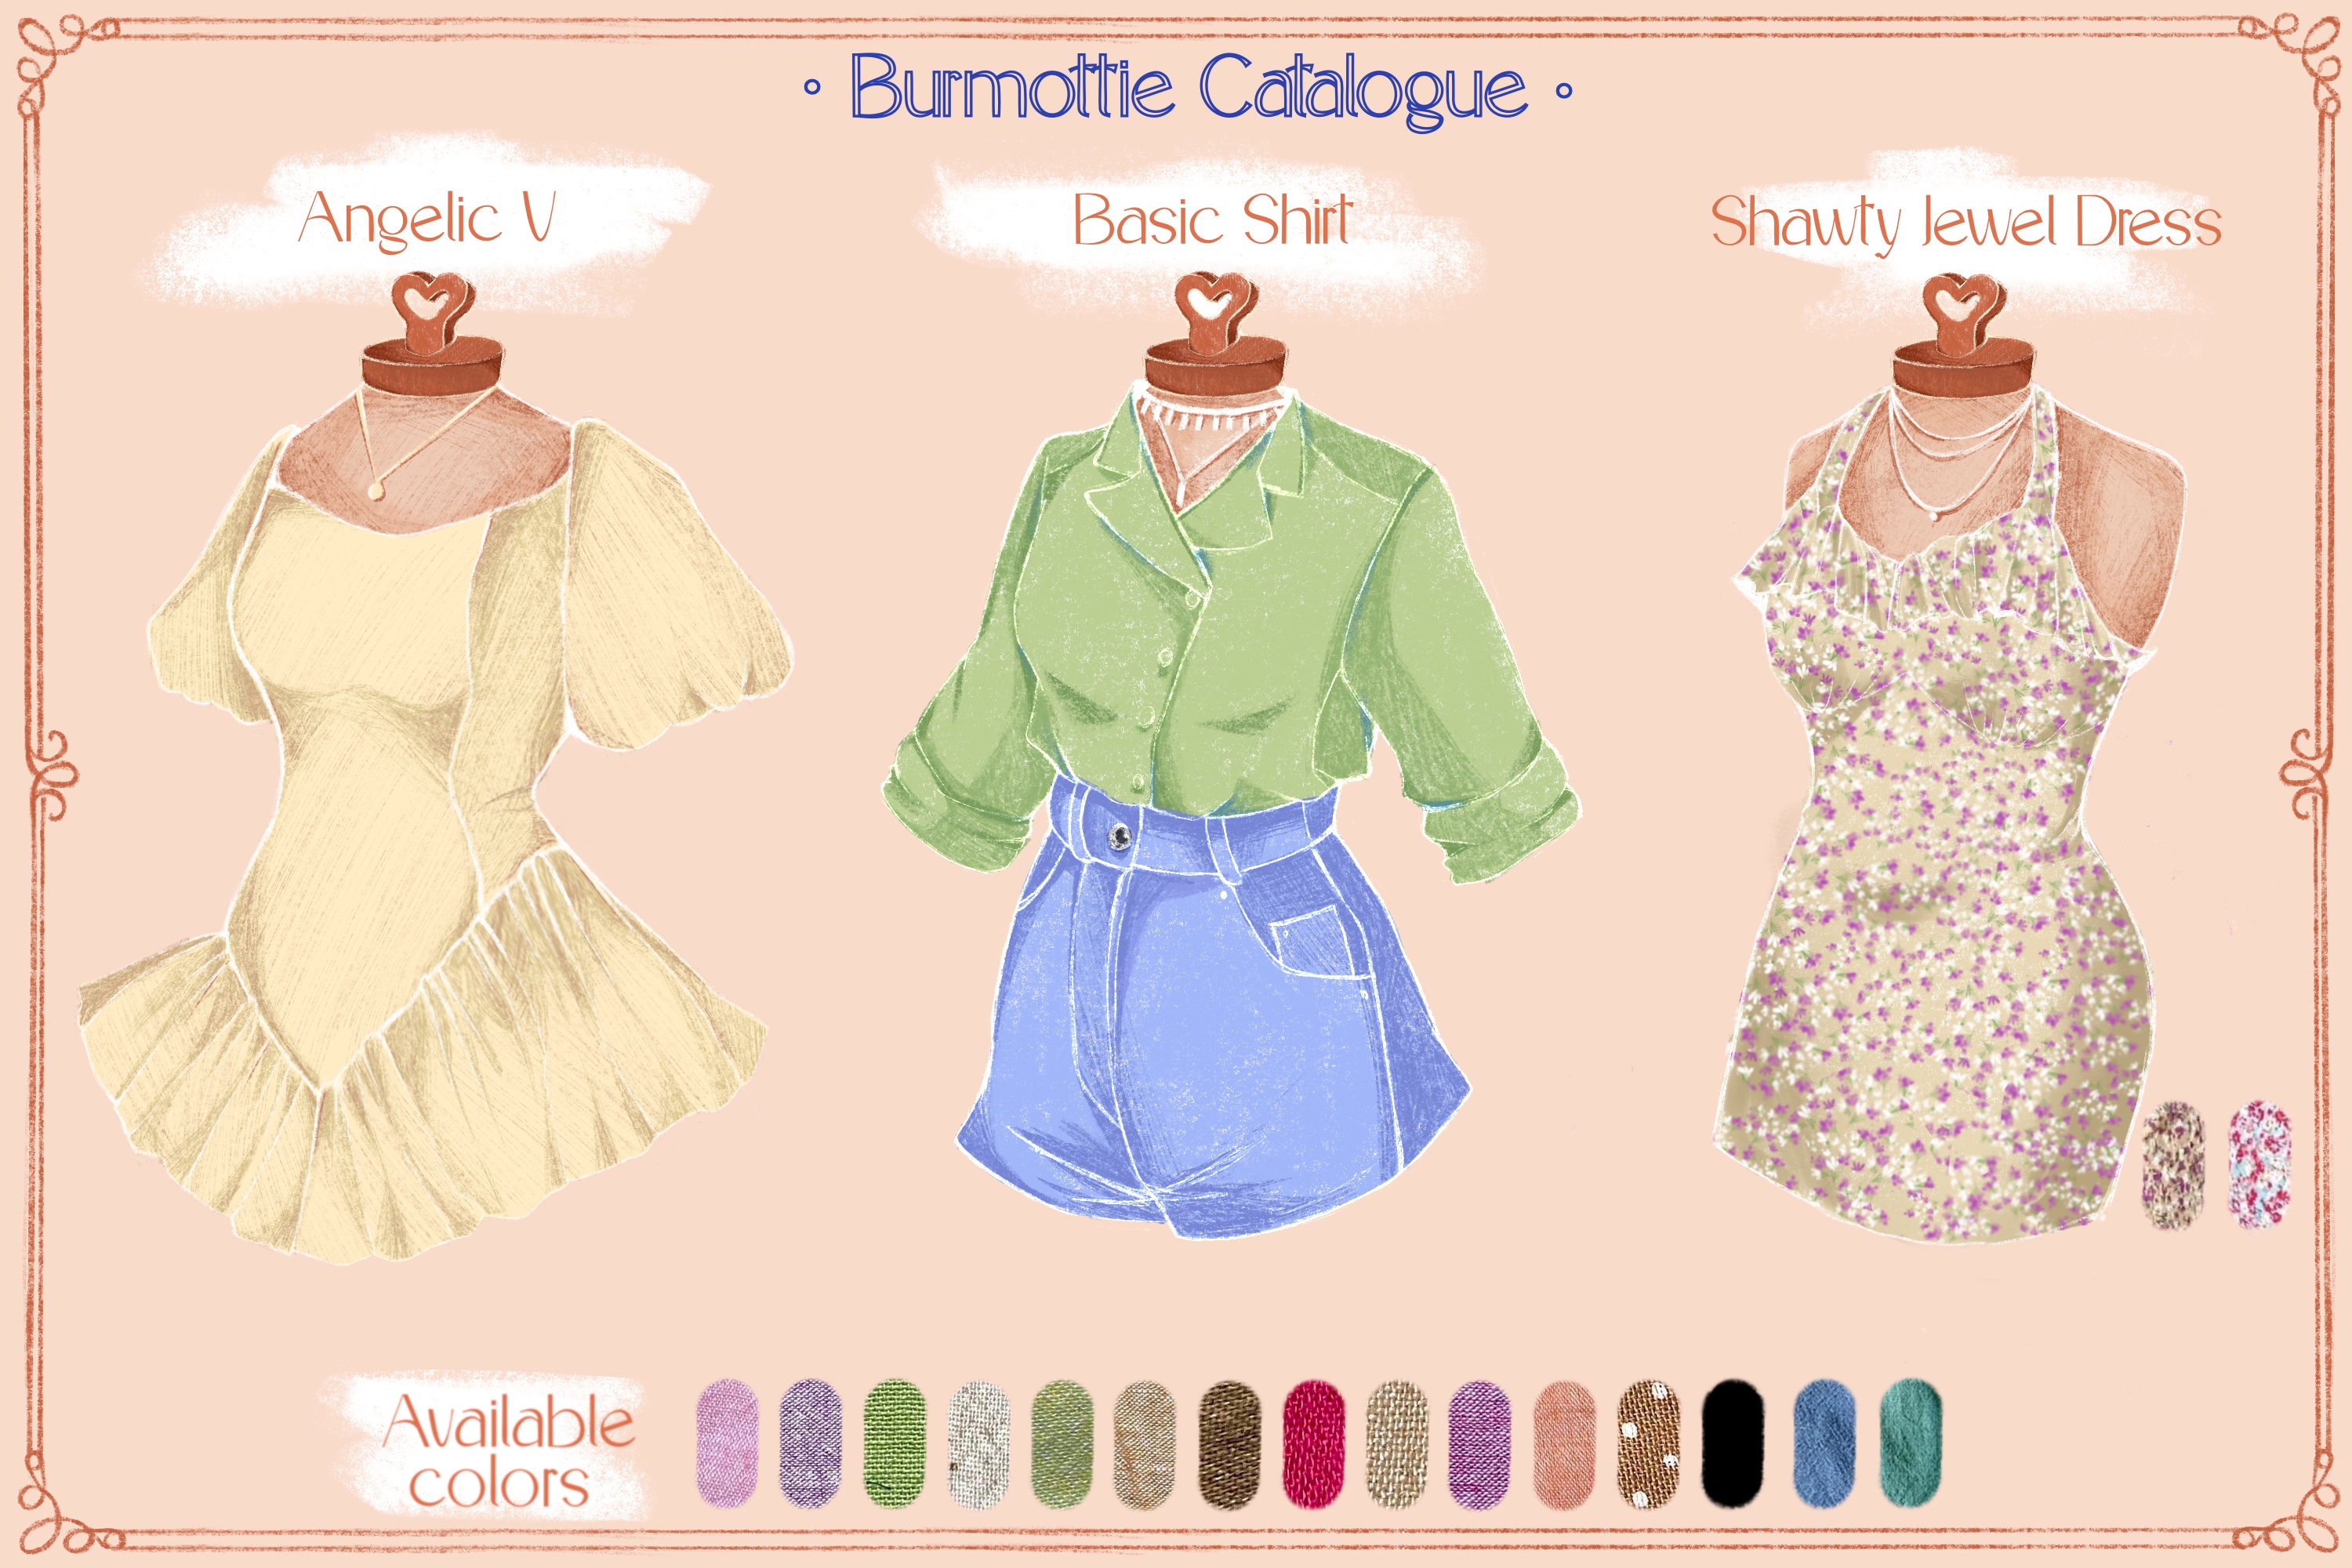 • Burmottie Catalogue •
Angelic V
Basic Shirt
Shawty Jewel Dress
Available
colors